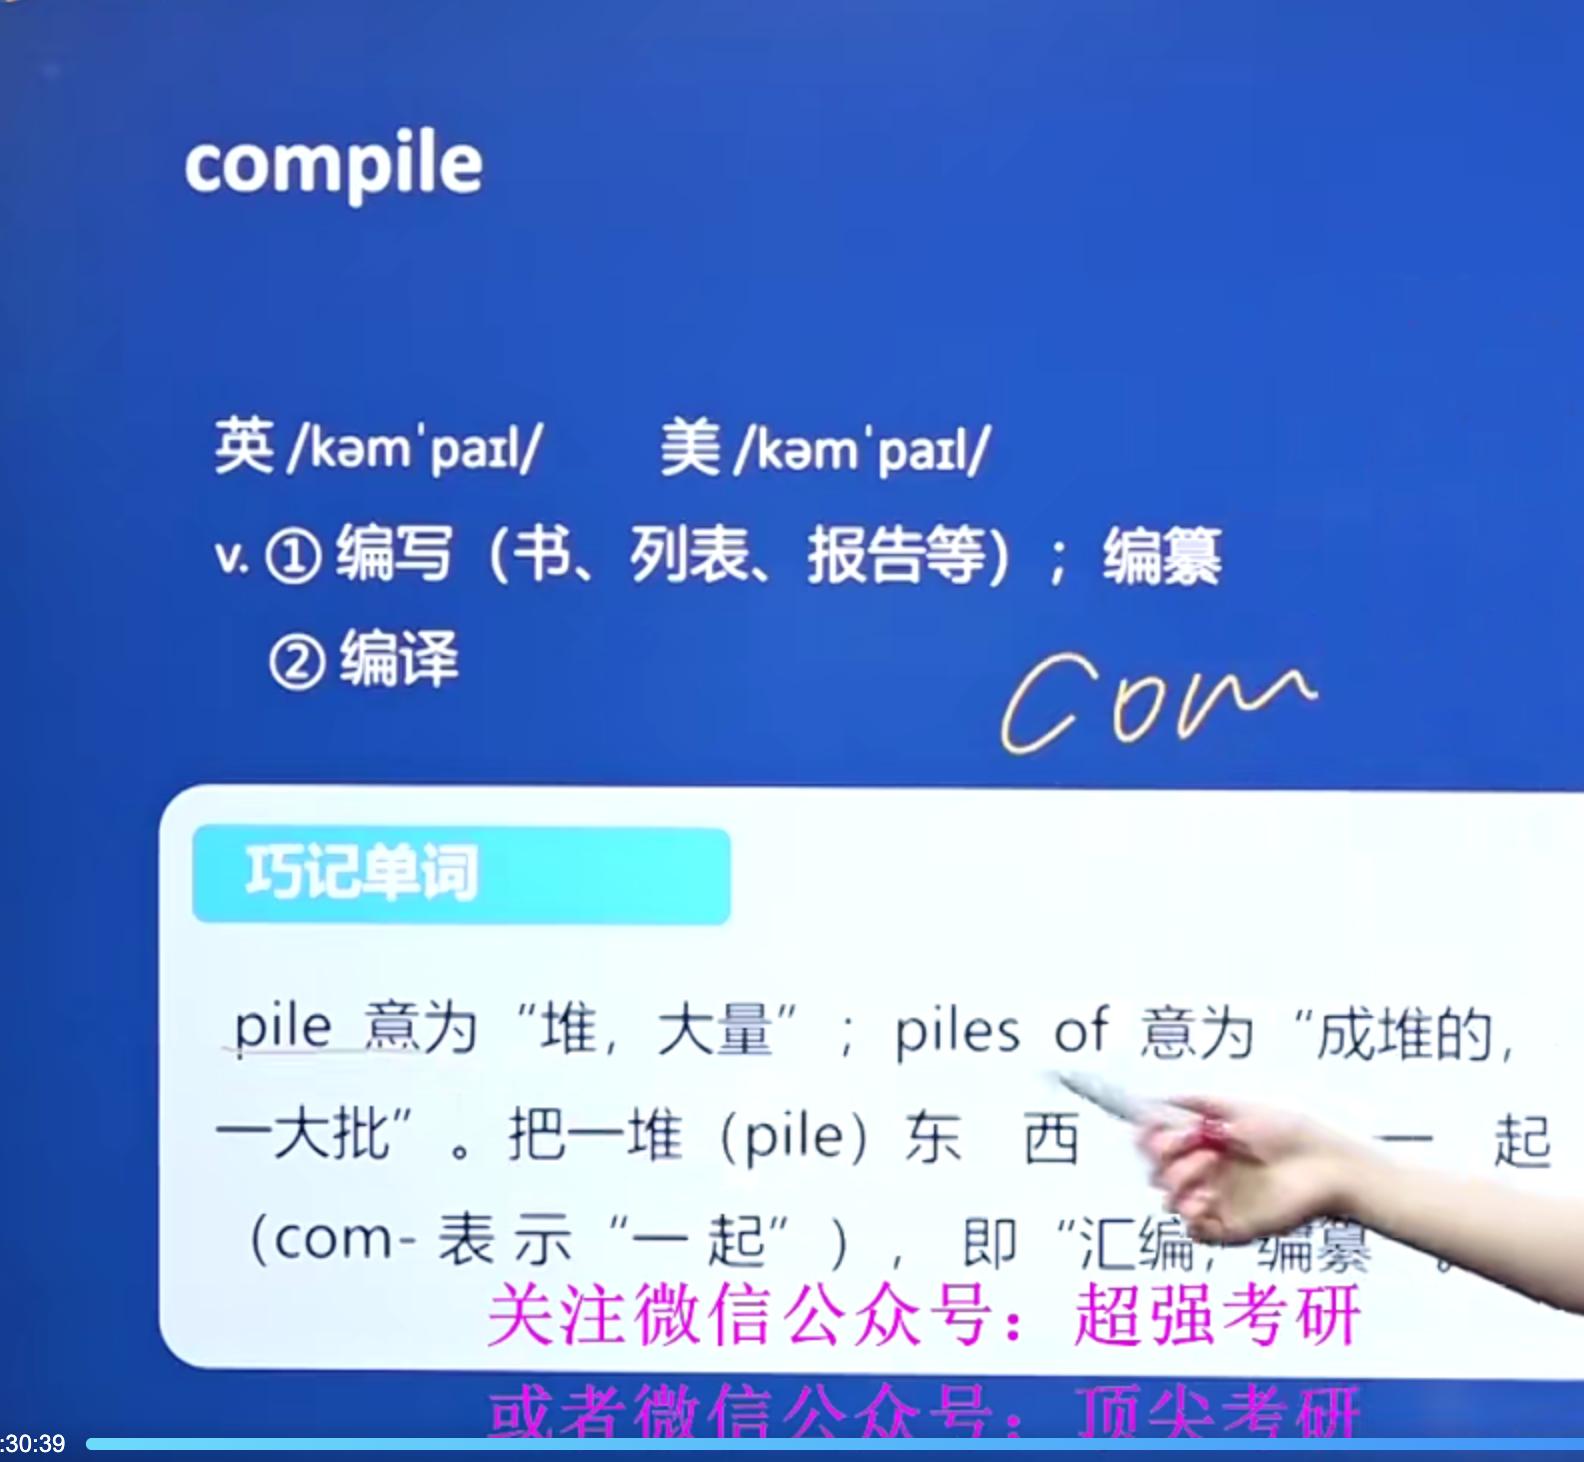 compile
英 /kəmˈpaɪl/ 美 /kəmˈpaɪl/
v. ① 编写（书、列表、报告等）；编纂
② 编译
com
巧记单词
pile 意为“堆，大量”；piles of 意为“成堆的，
一大批”。把一堆（pile）东 西 一 起
（com- 表 示 “一 起” ），即 “汇编，编纂 。
关注微信公众号：超强考研
或者微信公众号：顶尖考研
:30:39